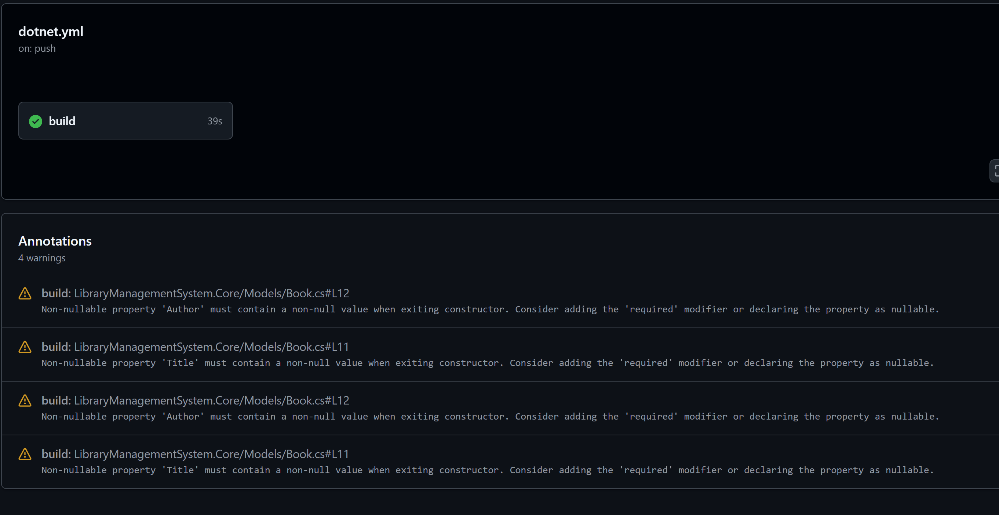 dotnet.yml
on: push
build 39s
Annotations
4 warnings
build: LibraryManagementSystem.Core/Models/Book.cs#L12
Non-nullable property 'Author' must contain a non-null value when exiting constructor. Consider adding the 'required' modifier or declaring the property as nullable.
build: LibraryManagementSystem.Core/Models/Book.cs#L11
Non-nullable property 'Title' must contain a non-null value when exiting constructor. Consider adding the 'required' modifier or declaring the property as nullable.
build: LibraryManagementSystem.Core/Models/Book.cs#L12
Non-nullable property 'Author' must contain a non-null value when exiting constructor. Consider adding the 'required' modifier or declaring the property as nullable.
build: LibraryManagementSystem.Core/Models/Book.cs#L11
Non-nullable property 'Title' must contain a non-null value when exiting constructor. Consider adding the 'required' modifier or declaring the property as nullable.